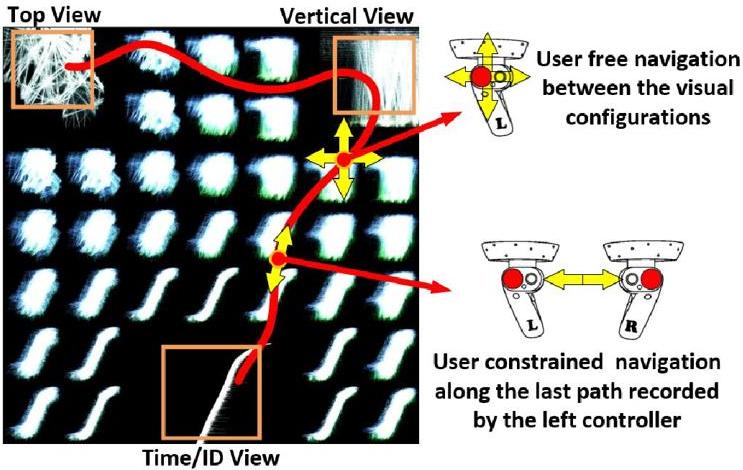 Top View
Vertical View
User free navigation
between the visual
configurations
L
L
R
User constrained navigation
along the last path recorded
by the left controller
Time/ID View